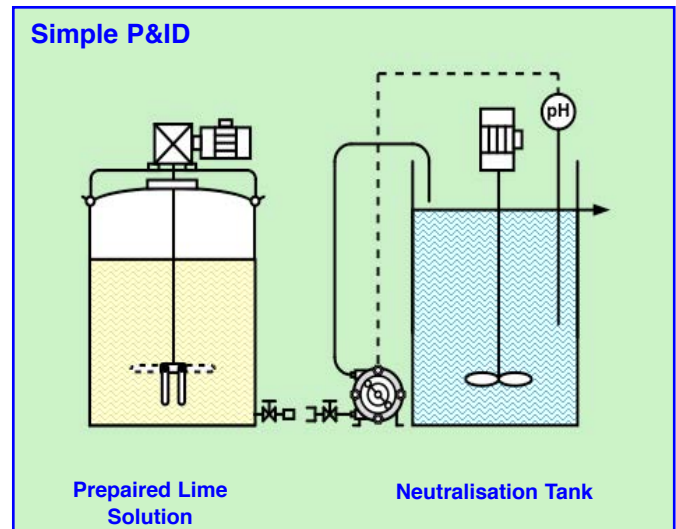 Simple P&ID
pH
Prepaired Lime
Solution
Neutralisation Tank